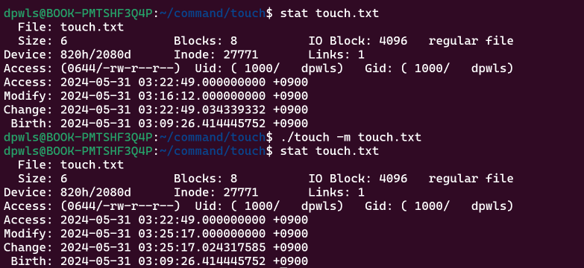 dpwls@BOOK-PMTSHF3Q4P:~/command/touch$ stat touch.txt
  File: touch.txt
  Size: 6               Blocks: 8          IO Block: 4096   regular file
Device: 820h/2080d      Inode: 27771       Links: 1
Access: (0644/-rw-r--r--)  Uid: ( 1000/   dpwls)   Gid: ( 1000/   dpwls)
Access: 2024-05-31 03:22:49.000000000 +0900
Modify: 2024-05-31 03:16:12.000000000 +0900
Change: 2024-05-31 03:22:49.034339332 +0900
 Birth: 2024-05-31 03:09:26.414445752 +0900
dpwls@BOOK-PMTSHF3Q4P:~/command/touch$ ./touch -m touch.txt
dpwls@BOOK-PMTSHF3Q4P:~/command/touch$ stat touch.txt
  File: touch.txt
  Size: 6               Blocks: 8          IO Block: 4096   regular file
Device: 820h/2080d      Inode: 27771       Links: 1
Access: (0644/-rw-r--r--)  Uid: ( 1000/   dpwls)   Gid: ( 1000/   dpwls)
Access: 2024-05-31 03:22:49.000000000 +0900
Modify: 2024-05-31 03:25:17.000000000 +0900
Change: 2024-05-31 03:25:17.024317585 +0900
 Birth: 2024-05-31 03:09:26.414445752 +0900